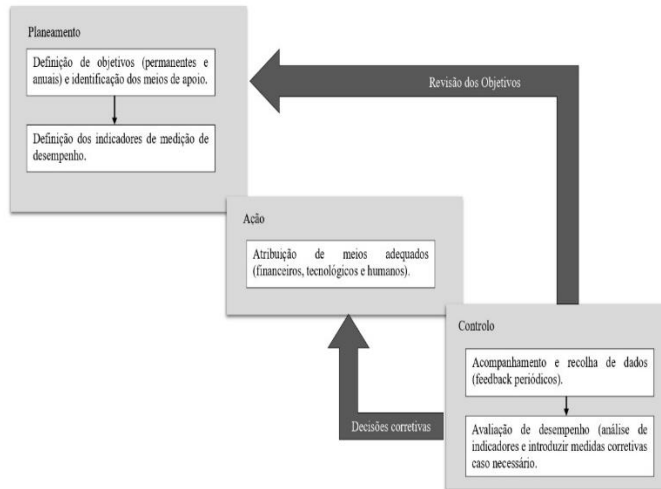 Planeamento
Definição de objetivos (permanentes e
anuais) e identificação dos meios de apoio.
Definição dos indicadores de medição de
desempenho.
Revisão dos Objetivos
Ação
Atribuição de meios adequados
(financeiros, tecnológicos e humanos).
Controlo
Acompanhamento e recolha de dados
(feedback periódicos).
Avaliação de desempenho (análise de
indicadores e introduzir medidas corretivas
caso necessário.
Decisões corretivas